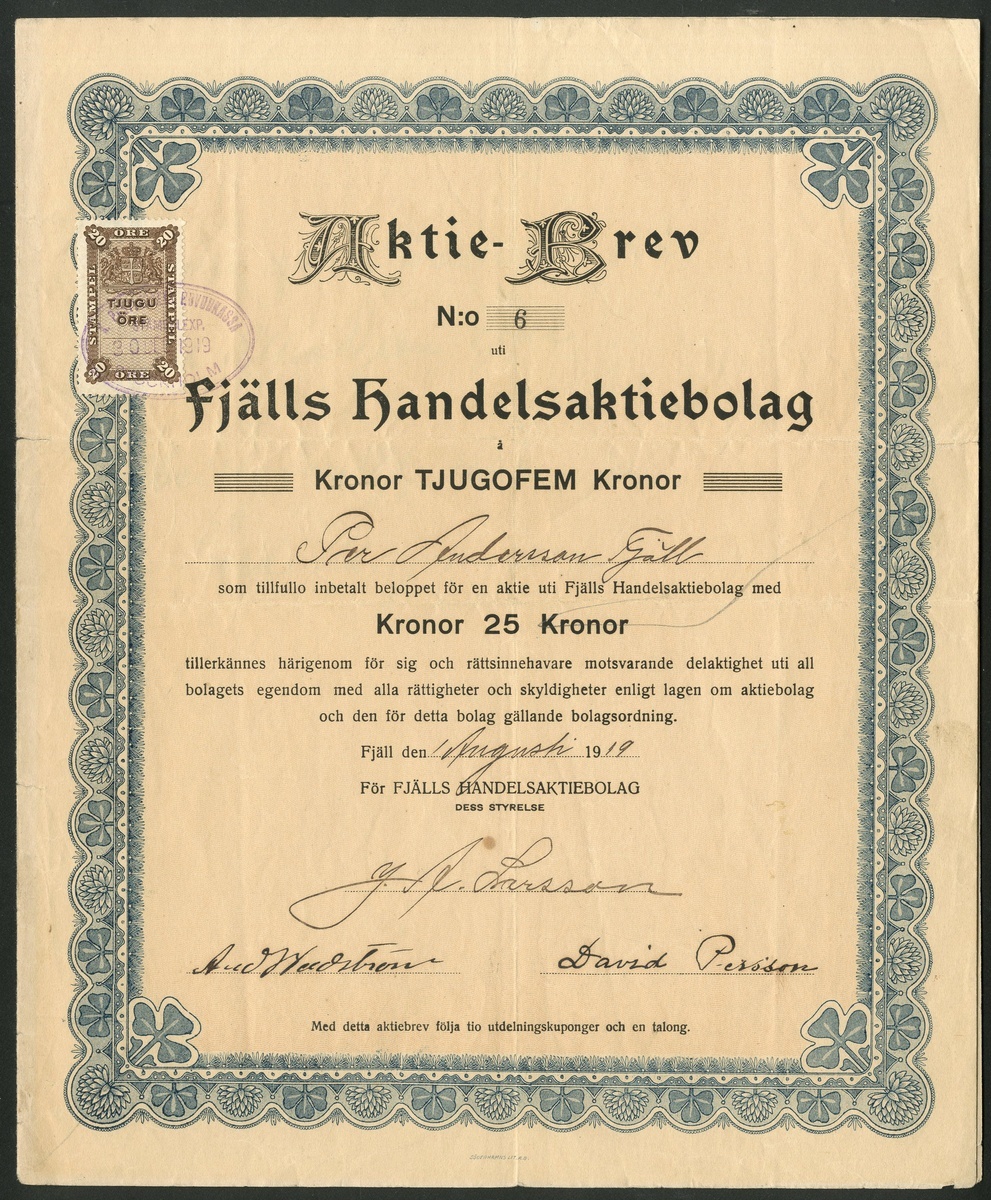 Aktie-Brev
N:o 6
20 ÖRE 20
STÄMPEL
STÄMPEL
TJUGU
ÖRE
20 ÖRE 20
1919
uti
Fjälls Handelsaktiebolag
à
Kronor TJUGOFEM Kronor
Per Andersson Fjäll
som tillfullo inbetalt beloppet för en aktie uti Fjälls Handelsaktiebolag med
Kronor 25 Kronor
tillerkännes härigenom för sig och rättsinnehavare motsvarande delaktighet uti all
bolagets egendom med alla rättigheter och skyldigheter enligt lagen om aktiebolag
och den för detta bolag gällande bolagsordning.
Fjäll den 1 Augusti 1919
För FJÄLLS HANDELSAKTIEBOLAG
DESS STYRELSE
J. A. Larsson
And Wadström David Persson
Med detta aktiebrev följa tio utdelningskuponger och en talong.